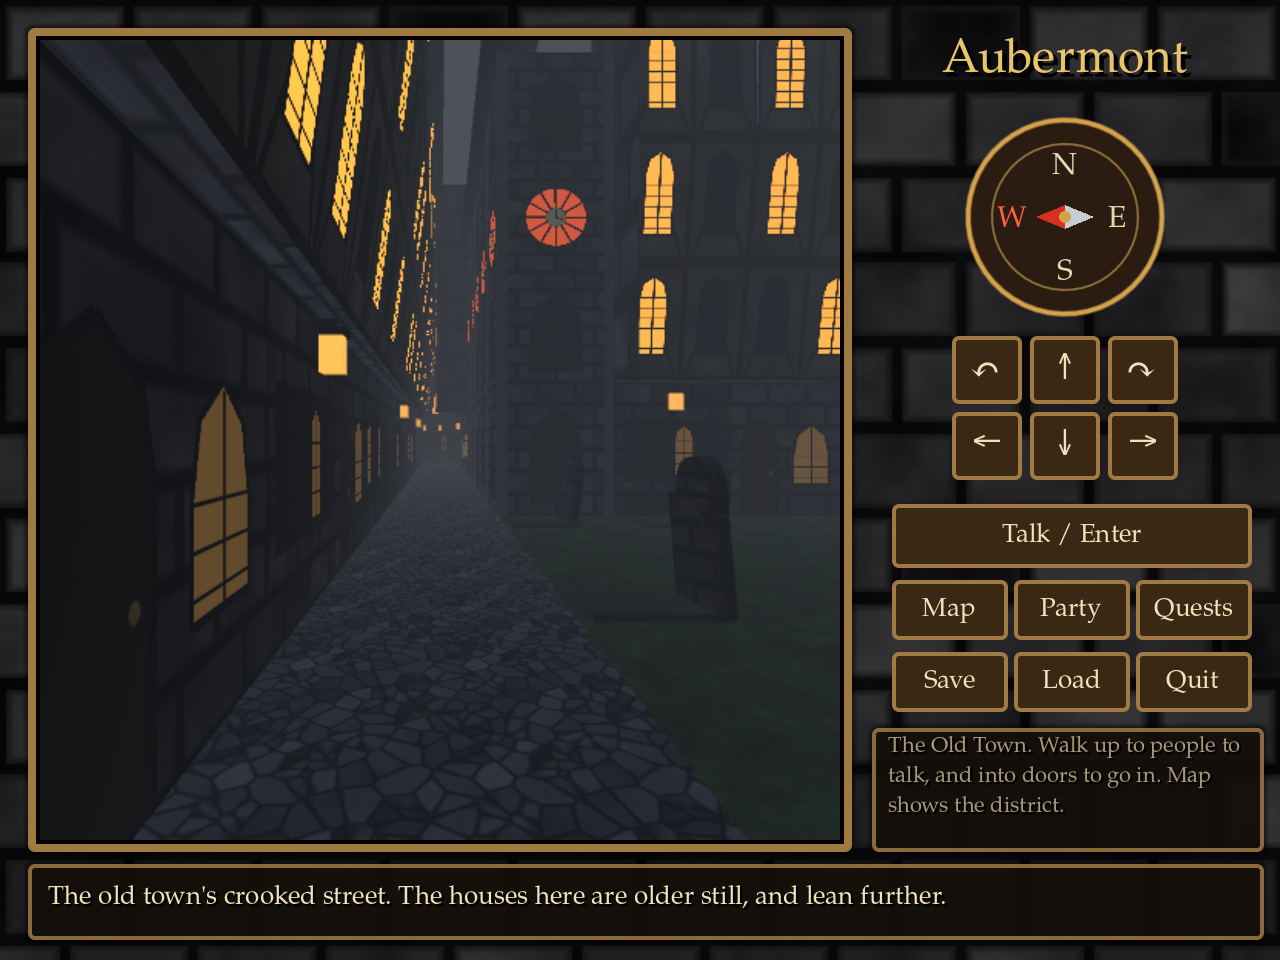 Aubermont
N
W
E
S
Talk / Enter
Map
Party
Quests
Save
Load
Quit
The Old Town. Walk up to people to
talk, and into doors to go in. Map
shows the district.
The old town's crooked street. The houses here are older still, and lean further.